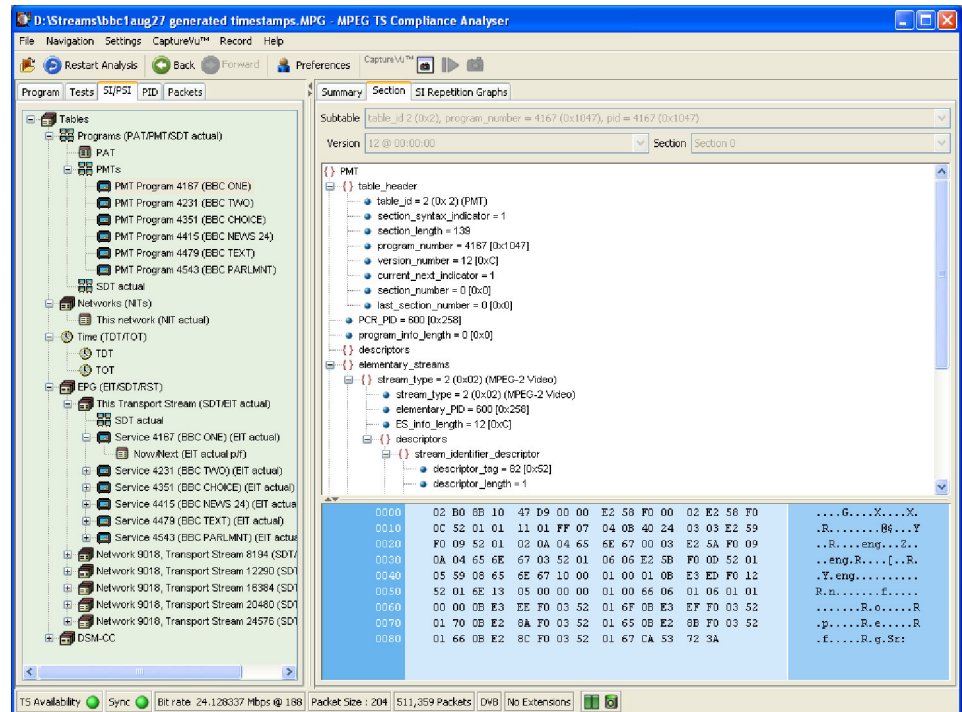 D:\Streams\bbc1aug27 generated timestamps.MPG - MPEG TS Compliance Analyser
File Navigation Settings CaptureVu™ Record Help
Restart Analysis Back Forward Preferences CaptureVu™
Program Tests SI/PSI PID Packets
Tables
Programs (PAT/PMT/SDT actual)
PAT
PMTs
PMT Program 4167 (BBC ONE)
PMT Program 4231 (BBC TWO)
PMT Program 4351 (BBC CHOICE)
PMT Program 4415 (BBC NEWS 24)
PMT Program 4479 (BBC TEXT)
PMT Program 4543 (BBC PARLMNT)
SDT actual
Networks (NITs)
This network (NIT actual)
Time (TDT/TOT)
TDT
TOT
EPG (EIT/SDT/RST)
This Transport Stream (SDT/EIT actual)
SDT actual
Service 4167 (BBC ONE) (EIT actual)
Now/Next (EIT actual p/f)
Service 4231 (BBC TWO) (EIT actual)
Service 4351 (BBC CHOICE) (EIT actual)
Service 4415 (BBC NEWS 24) (EIT actua
Service 4479 (BBC TEXT) (EIT actual)
Service 4543 (BBC PARLMNT) (EIT actua
Network 9018, Transport Stream 8194 (SDT/
Network 9018, Transport Stream 12290 (SDT
Network 9018, Transport Stream 16384 (SDT
Network 9018, Transport Stream 20480 (SDT
Network 9018, Transport Stream 24576 (SDT
DSM-CC
Summary Section SI Repetition Graphs
Subtable table_id 2 (0x2), program_number = 4167 (0x1047), pid = 4167 (0x1047)
Version 12 @ 00:00:00 Section Section 0
{} PMT
{} table_header
table_id = 2 (0x 2) (PMT)
section_syntax_indicator = 1
section_length = 139
program_number = 4167 [0x1047]
version_number = 12 [0xC]
current_next_indicator = 1
section_number = 0 [0x0]
last_section_number = 0 [0x0]
PCR_PID = 600 [0x258]
program_info_length = 0 [0x0]
{} descriptors
{} elementary_streams
{} stream_type = 2 (0x02) (MPEG-2 Video)
stream_type = 2 (0x02) (MPEG-2 Video)
elementary_PID = 600 [0x258]
ES_info_length = 12 [0xC]
{} descriptors
{} stream_identifier_descriptor
descriptor_tag = 82 [0x52]
descriptor_length = 1
0000 02 B0 8B 10 47 D9 00 00 E2 58 F0 00 02 E2 58 F0 ....G....X....X.
0010 0C 52 01 01 11 01 FF 07 04 0B 40 24 03 03 E2 59 .R........@$...Y
0020 F0 09 52 01 02 0A 04 65 6E 67 00 03 E2 5A F0 09 ..R....eng...Z..
0030 0A 04 65 6E 67 03 52 01 06 06 E2 5B F0 0D 52 01 ..eng.R....[..R.
0040 05 59 08 65 6E 67 10 00 01 00 01 0B E3 ED F0 12 .Y.eng..........
0050 52 01 6E 13 05 00 00 00 01 00 66 06 01 06 01 01 R.n.......f.....
0060 00 00 0B E3 EE F0 03 52 01 6F 0B E3 EF F0 03 52 .......R.o.....R
0070 01 70 0B E2 8A F0 03 52 01 65 0B E2 8B F0 03 52 .p.....R.e.....R
0080 01 66 0B E2 8C F0 03 52 01 67 CA 53 72 3A .f.....R.g.Sr:
TS Availability Sync Bit rate 24.128337 Mbps @ 188 Packet Size : 204 511,359 Packets DVB No Extensions